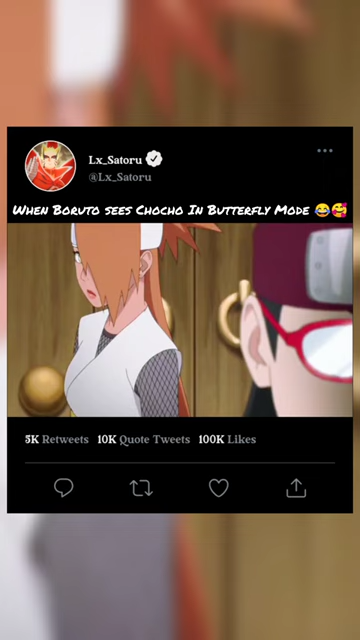 Lx_Satoru
@Lx_Satoru
When Boruto sees Chocho In Butterfly Mode 😂🥰
5K Retweets 10K Quote Tweets 100K Likes